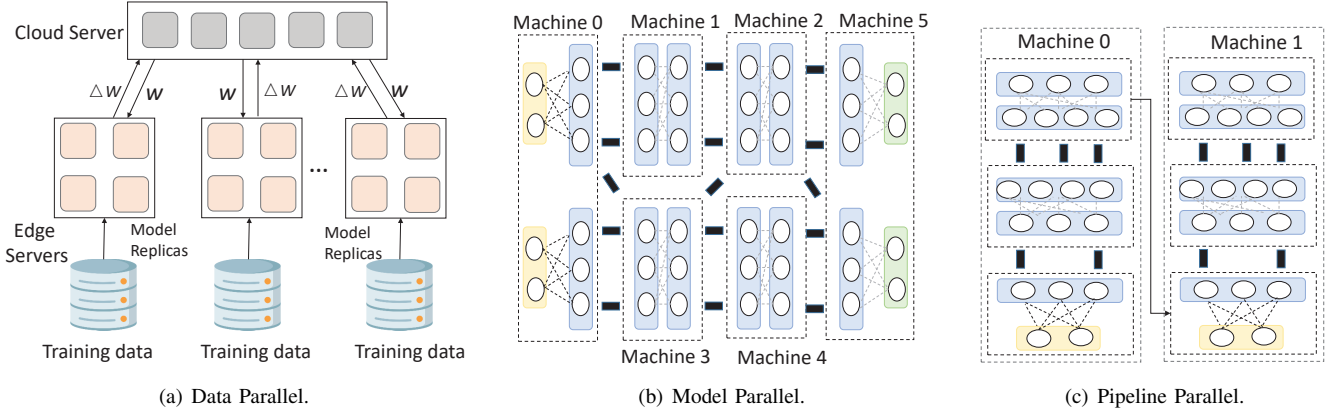 Cloud Server
△W
W
W
△W
△W
W
...
Edge
Servers
Model
Replicas
Model
Replicas
Training data
Training data
Training data
(a) Data Parallel.
Machine 0
Machine 1
Machine 2
Machine 5
Machine 3
Machine 4
(b) Model Parallel.
Machine 0
Machine 1
(c) Pipeline Parallel.